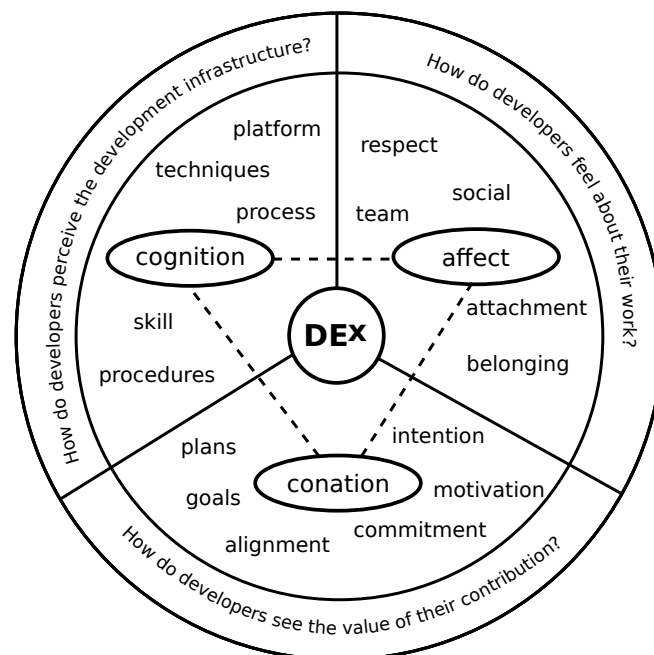 How do developers perceive the development infrastructure?
How do developers feel about their work?
platform
techniques
process
cognition
skill
procedures
respect
social
team
affect
attachment
belonging
DEx
plans
goals
alignment
conation
intention
motivation
commitment
How do developers see the value of their contribution?